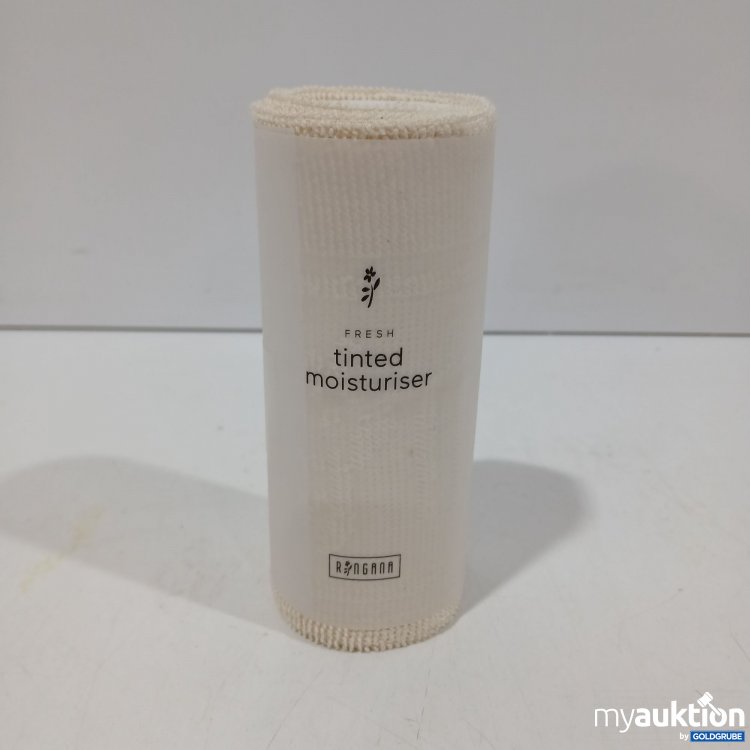 FRESH
tinted
moisturiser
RINGANA
myauktion
by GOLDGRUBE